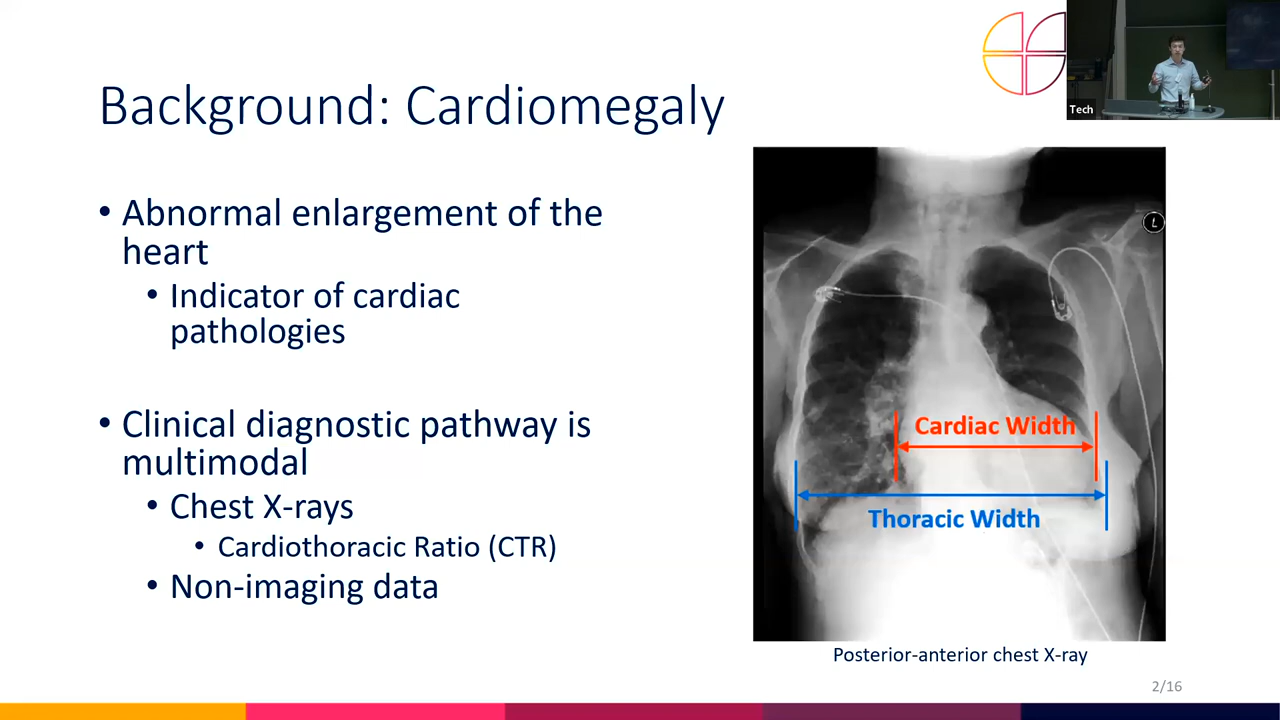 Tech
Background: Cardiomegaly
• Abnormal enlargement of the
heart
• Indicator of cardiac
pathologies
• Clinical diagnostic pathway is
multimodal
• Chest X-rays
• Cardiothoracic Ratio (CTR)
• Non-imaging data
L
Cardiac Width
Thoracic Width
Posterior-anterior chest X-ray
2/16